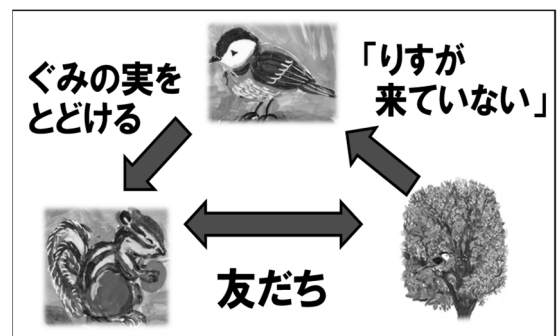 ぐみの実を
とどける
「りすが
来ていない」
友だち